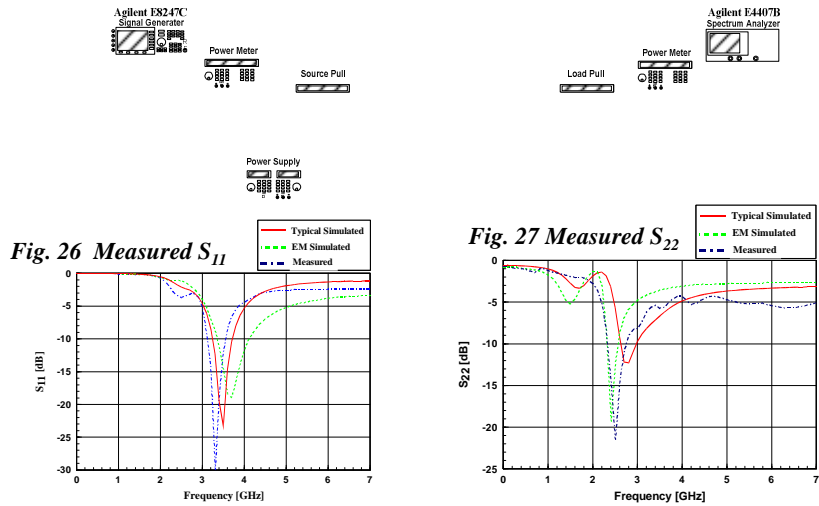 Agilent E8247C
Signal Generater
Power Meter
Source Pull
Power Supply
Agilent E4407B
Spectrum Analyzer
Power Meter
Load Pull
Fig. 26 Measured S11
Typical Simulated
EM Simulated
Measured
0
-5
-10
-15
-20
-25
-30
S11 [dB]
0 1 2 3 4 5 6 7
Frequency [GHz]
Fig. 27 Measured S22
Typical Simulated
EM Simulated
Measured
0
-5
-10
-15
-20
-25
S22 [dB]
0 1 2 3 4 5 6 7
Frequency [GHz]